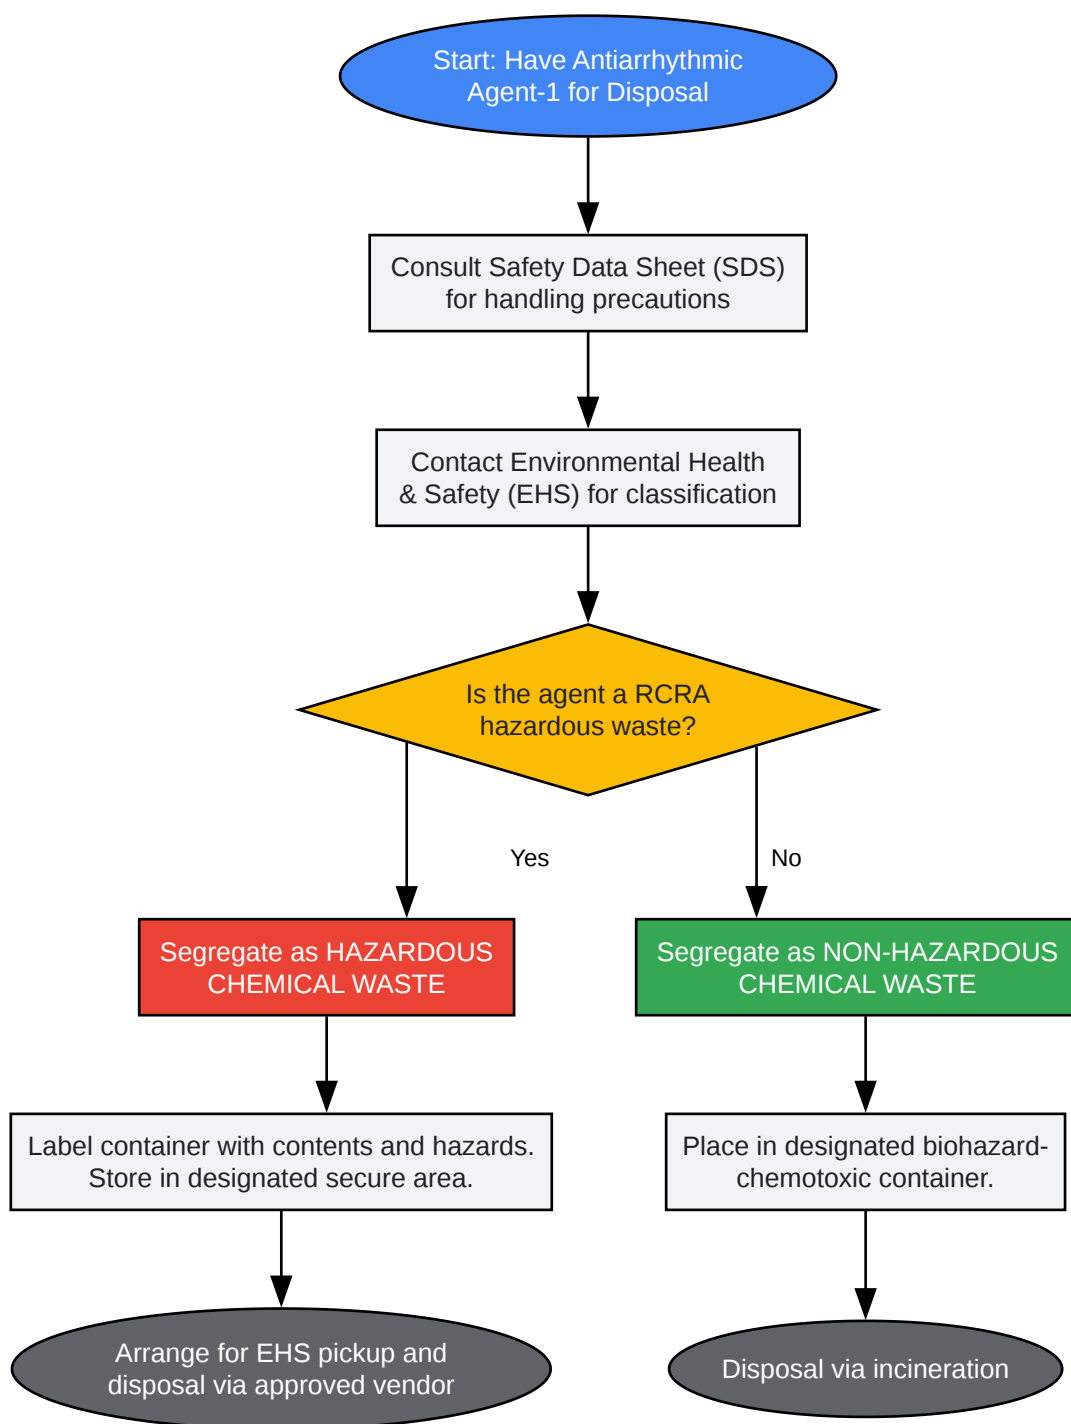 Start: Have Antiarrhythmic
Agent-1 for Disposal
Consult Safety Data Sheet (SDS)
for handling precautions
Contact Environmental Health
& Safety (EHS) for classification
Is the agent a RCRA
hazardous waste?
Yes
No
Segregate as HAZARDOUS
CHEMICAL WASTE
Segregate as NON-HAZARDOUS
CHEMICAL WASTE
Label container with contents and hazards.
Store in designated secure area.
Place in designated biohazard-
chemotoxic container.
Arrange for EHS pickup and
disposal via approved vendor
Disposal via incineration